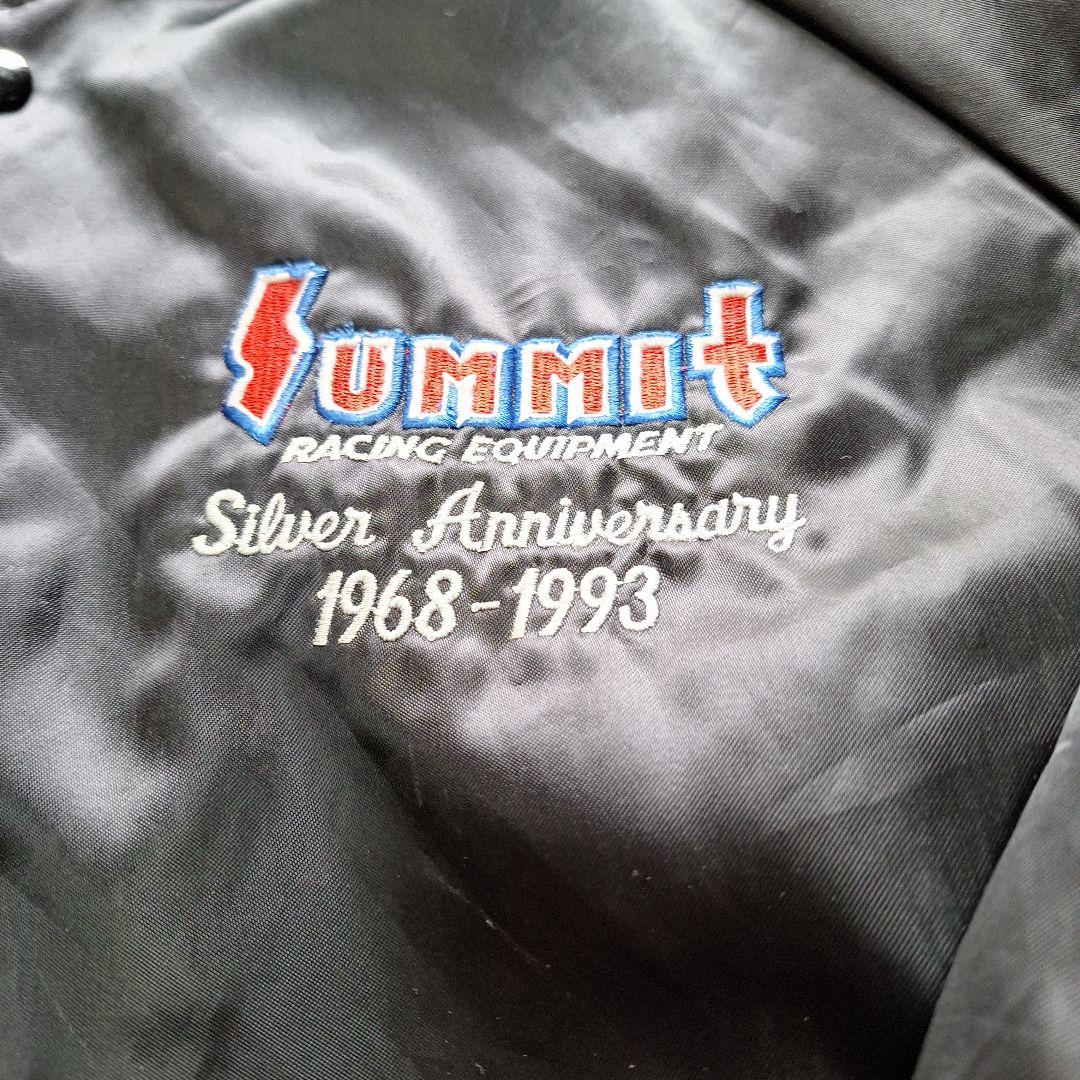 Summit
RACING EQUIPMENT
Silver Anniversary
1968-1993